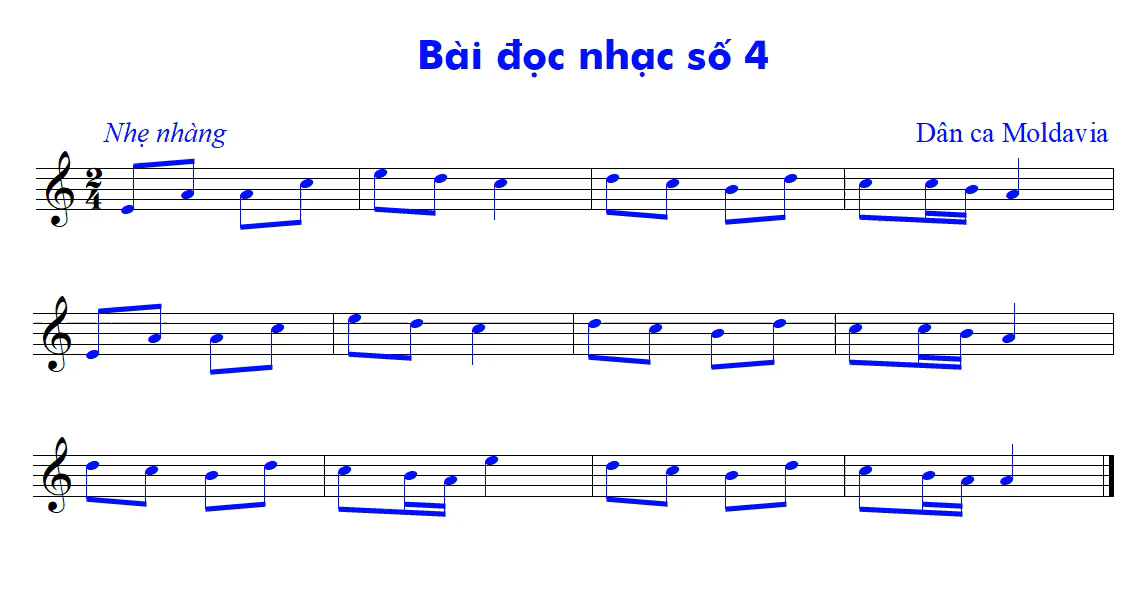 Bài đọc nhạc số 4
Nhẹ nhàng
Dân ca Moldavia
2
4